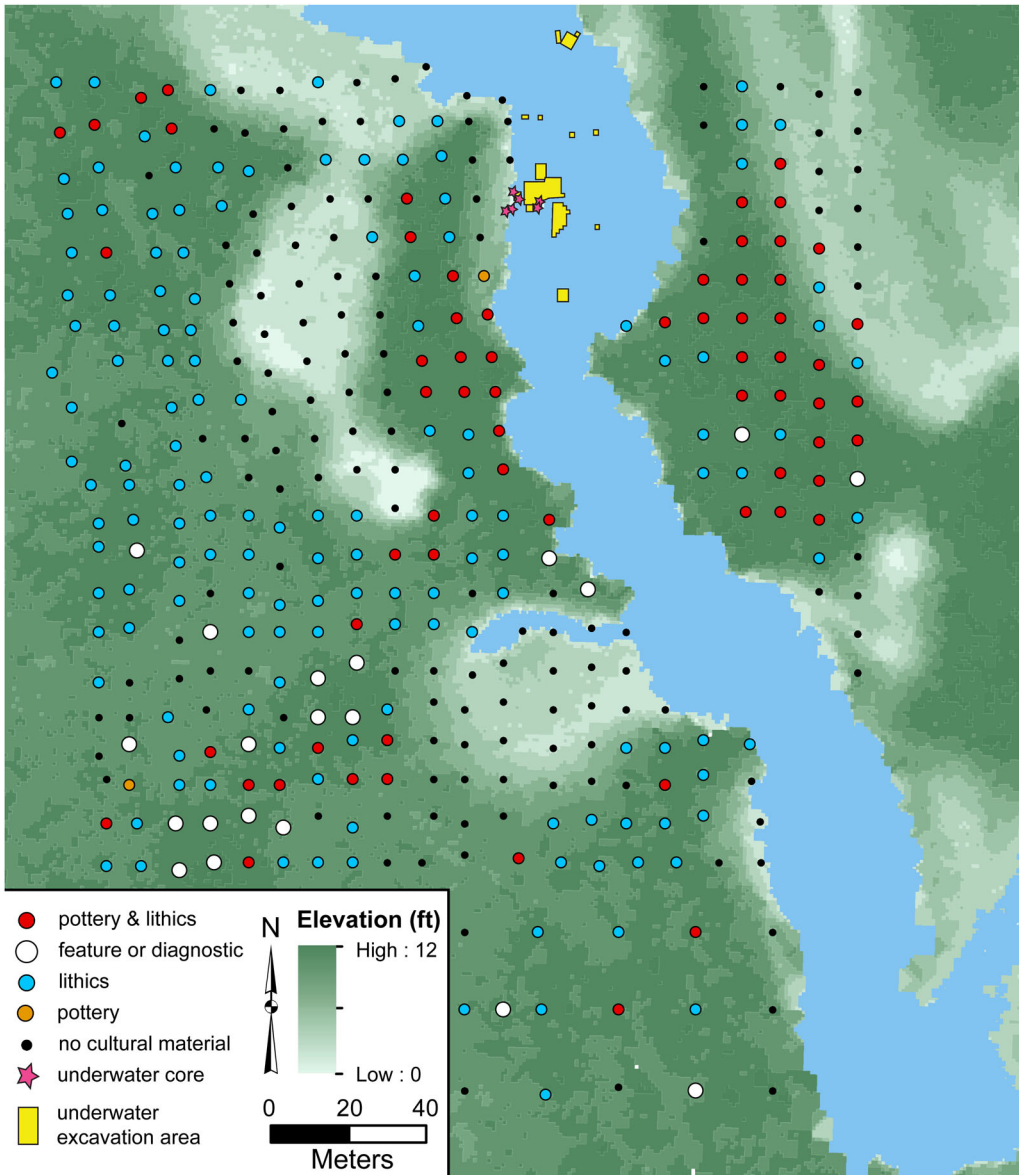 pottery & lithics
feature or diagnostic
lithics
pottery
no cultural material
underwater core
underwater
excavation area
N
Elevation (ft)
High : 12
Low : 0
0 20 40
Meters